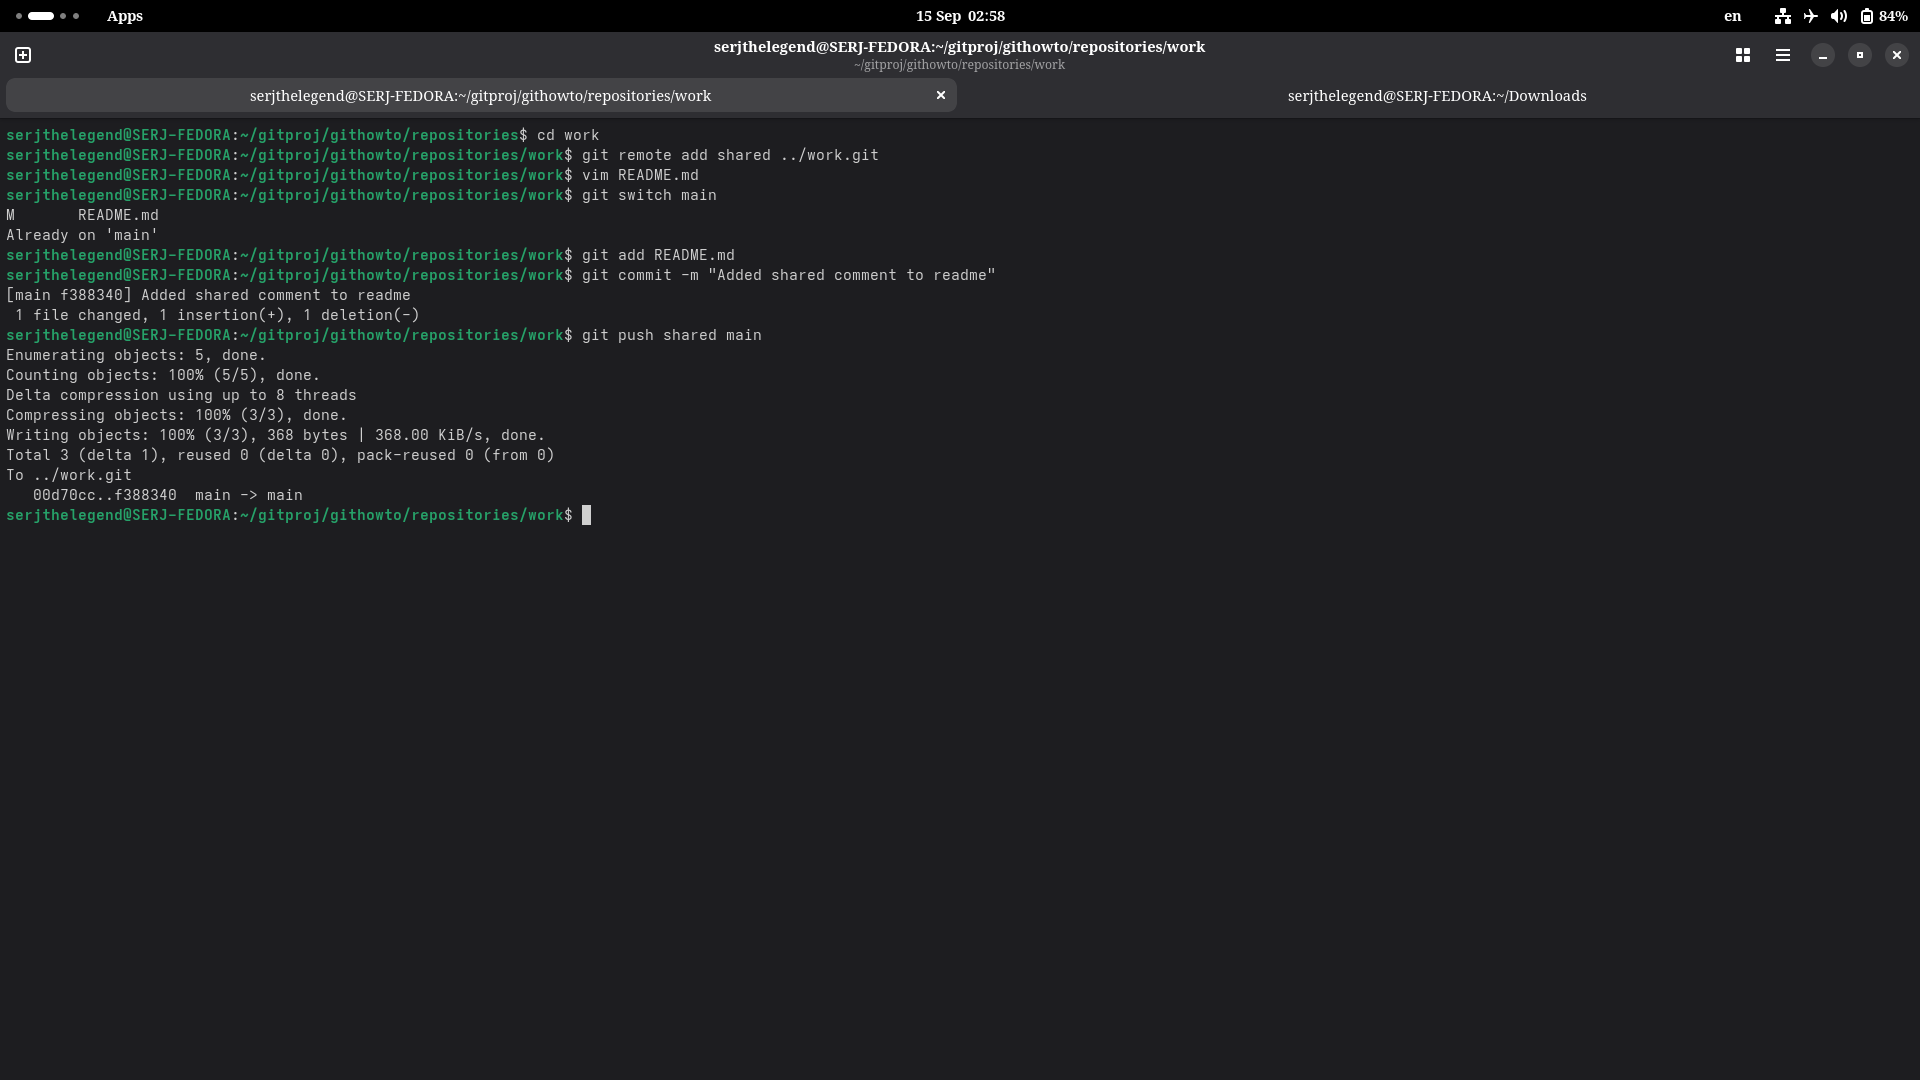 Apps
15 Sep 02:58
en
84%
serjthelegend@SERJ-FEDORA:~/gitproj/githowto/repositories/work
~/gitproj/githowto/repositories/work
serjthelegend@SERJ-FEDORA:~/gitproj/githowto/repositories/work
serjthelegend@SERJ-FEDORA:~/Downloads
serjthelegend@SERJ-FEDORA:~/gitproj/githowto/repositories$ cd work
serjthelegend@SERJ-FEDORA:~/gitproj/githowto/repositories/work$ git remote add shared ../work.git
serjthelegend@SERJ-FEDORA:~/gitproj/githowto/repositories/work$ vim README.md
serjthelegend@SERJ-FEDORA:~/gitproj/githowto/repositories/work$ git switch main
M       README.md
Already on 'main'
serjthelegend@SERJ-FEDORA:~/gitproj/githowto/repositories/work$ git add README.md
serjthelegend@SERJ-FEDORA:~/gitproj/githowto/repositories/work$ git commit -m "Added shared comment to readme"
[main f388340] Added shared comment to readme
 1 file changed, 1 insertion(+), 1 deletion(-)
serjthelegend@SERJ-FEDORA:~/gitproj/githowto/repositories/work$ git push shared main
Enumerating objects: 5, done.
Counting objects: 100% (5/5), done.
Delta compression using up to 8 threads
Compressing objects: 100% (3/3), done.
Writing objects: 100% (3/3), 368 bytes | 368.00 KiB/s, done.
Total 3 (delta 1), reused 0 (delta 0), pack-reused 0 (from 0)
To ../work.git
   00d70cc..f388340  main -> main
serjthelegend@SERJ-FEDORA:~/gitproj/githowto/repositories/work$